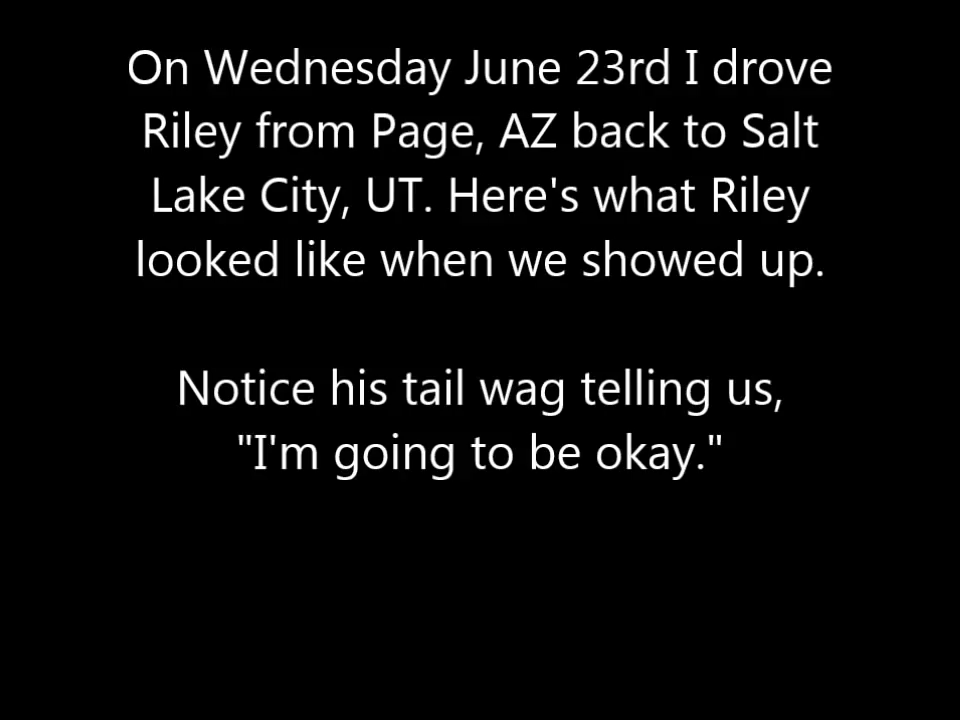 On Wednesday June 23rd I drove
Riley from Page, AZ back to Salt
Lake City, UT. Here's what Riley
looked like when we showed up.
Notice his tail wag telling us,
"I'm going to be okay."